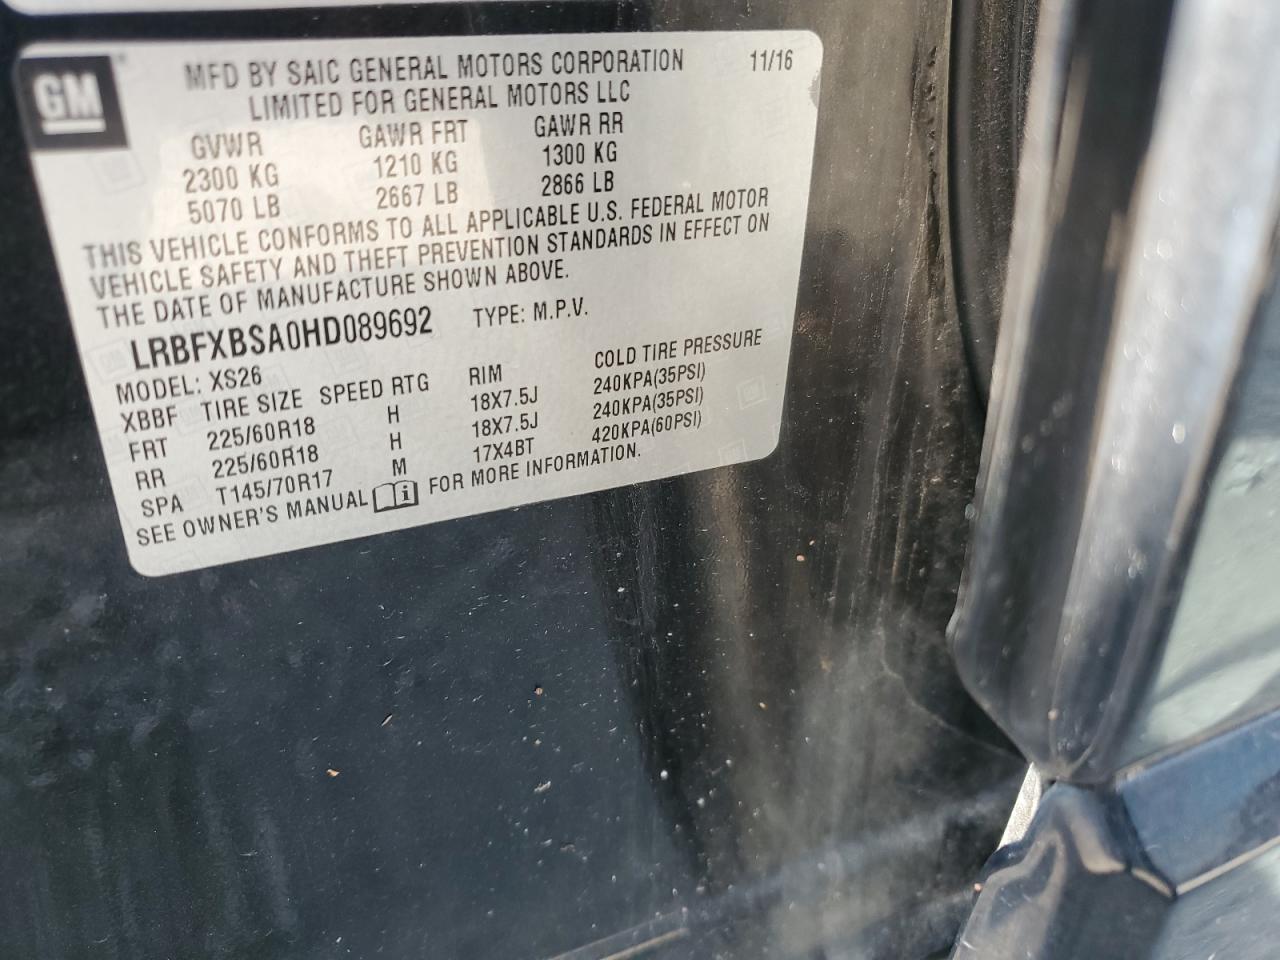 GM
MFD BY SAIC GENERAL MOTORS CORPORATION 11/16
LIMITED FOR GENERAL MOTORS LLC
GVWR GAWR FRT GAWR RR
2300 KG 1210 KG 1300 KG
5070 LB 2667 LB 2866 LB
THIS VEHICLE CONFORMS TO ALL APPLICABLE U.S. FEDERAL MOTOR
VEHICLE SAFETY AND THEFT PREVENTION STANDARDS IN EFFECT ON
THE DATE OF MANUFACTURE SHOWN ABOVE.
LRBFXBSA0HD089692 TYPE: M.P.V.
MODEL: XS26
XBBF TIRE SIZE SPEED RTG RIM COLD TIRE PRESSURE
FRT 225/60R18 H 18X7.5J 240KPA(35PSI)
RR 225/60R18 H 18X7.5J 240KPA(35PSI)
SPA T145/70R17 M 17X4BT 420KPA(60PSI)
SEE OWNER'S MANUAL FOR MORE INFORMATION.